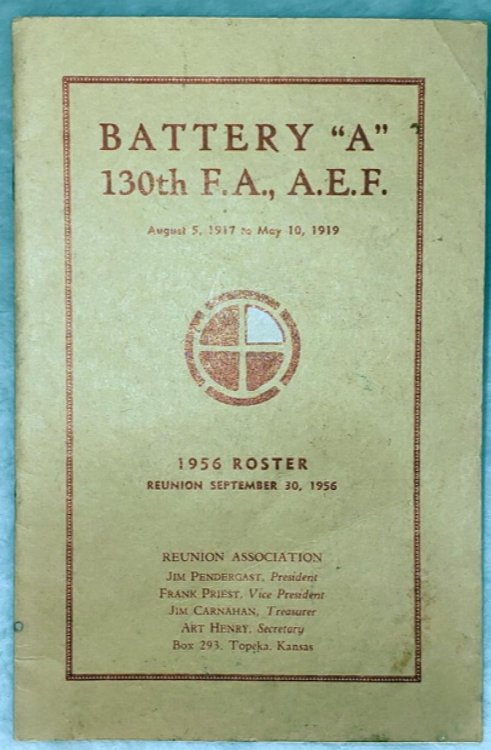 BATTERY “A”
130th F.A., A.E.F.
August 5, 1917 to May 10, 1919
1956 ROSTER
REUNION SEPTEMBER 30, 1956
REUNION ASSOCIATION
JIM PENDERGAST, President
FRANK PRIEST, Vice President
JIM CARNAHAN, Treasurer
ART HENRY, Secretary
Box 293, Topeka, Kansas